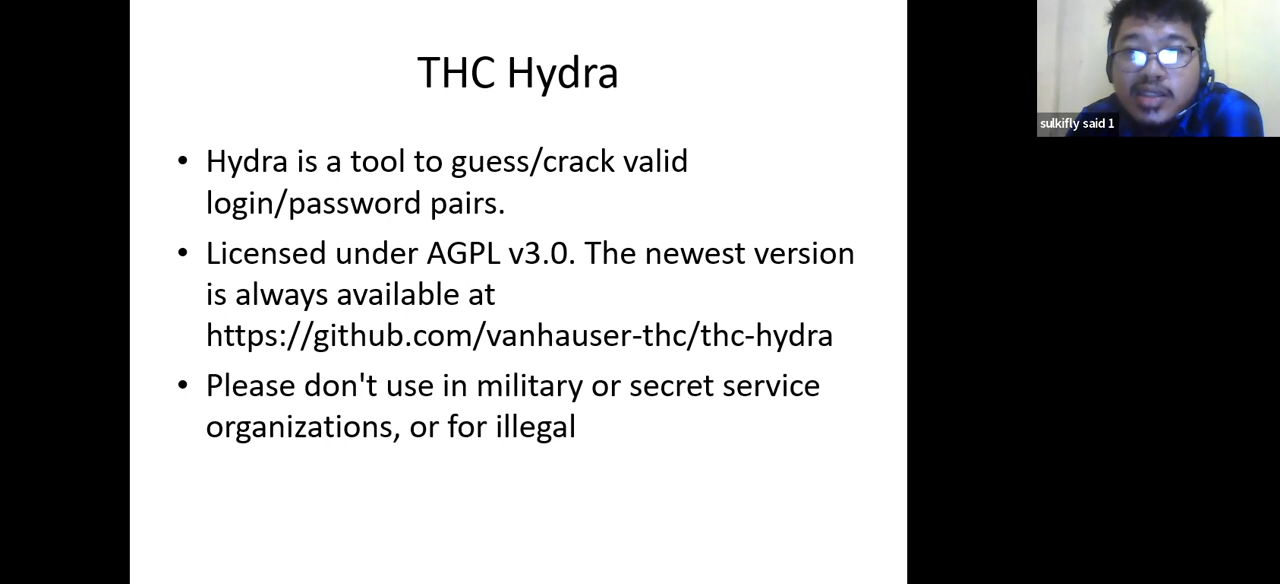 THC Hydra
• Hydra is a tool to guess/crack valid
login/password pairs.
• Licensed under AGPL v3.0. The newest version
is always available at
https://github.com/vanhauser-thc/thc-hydra
• Please don't use in military or secret service
organizations, or for illegal
sulkifly said 1